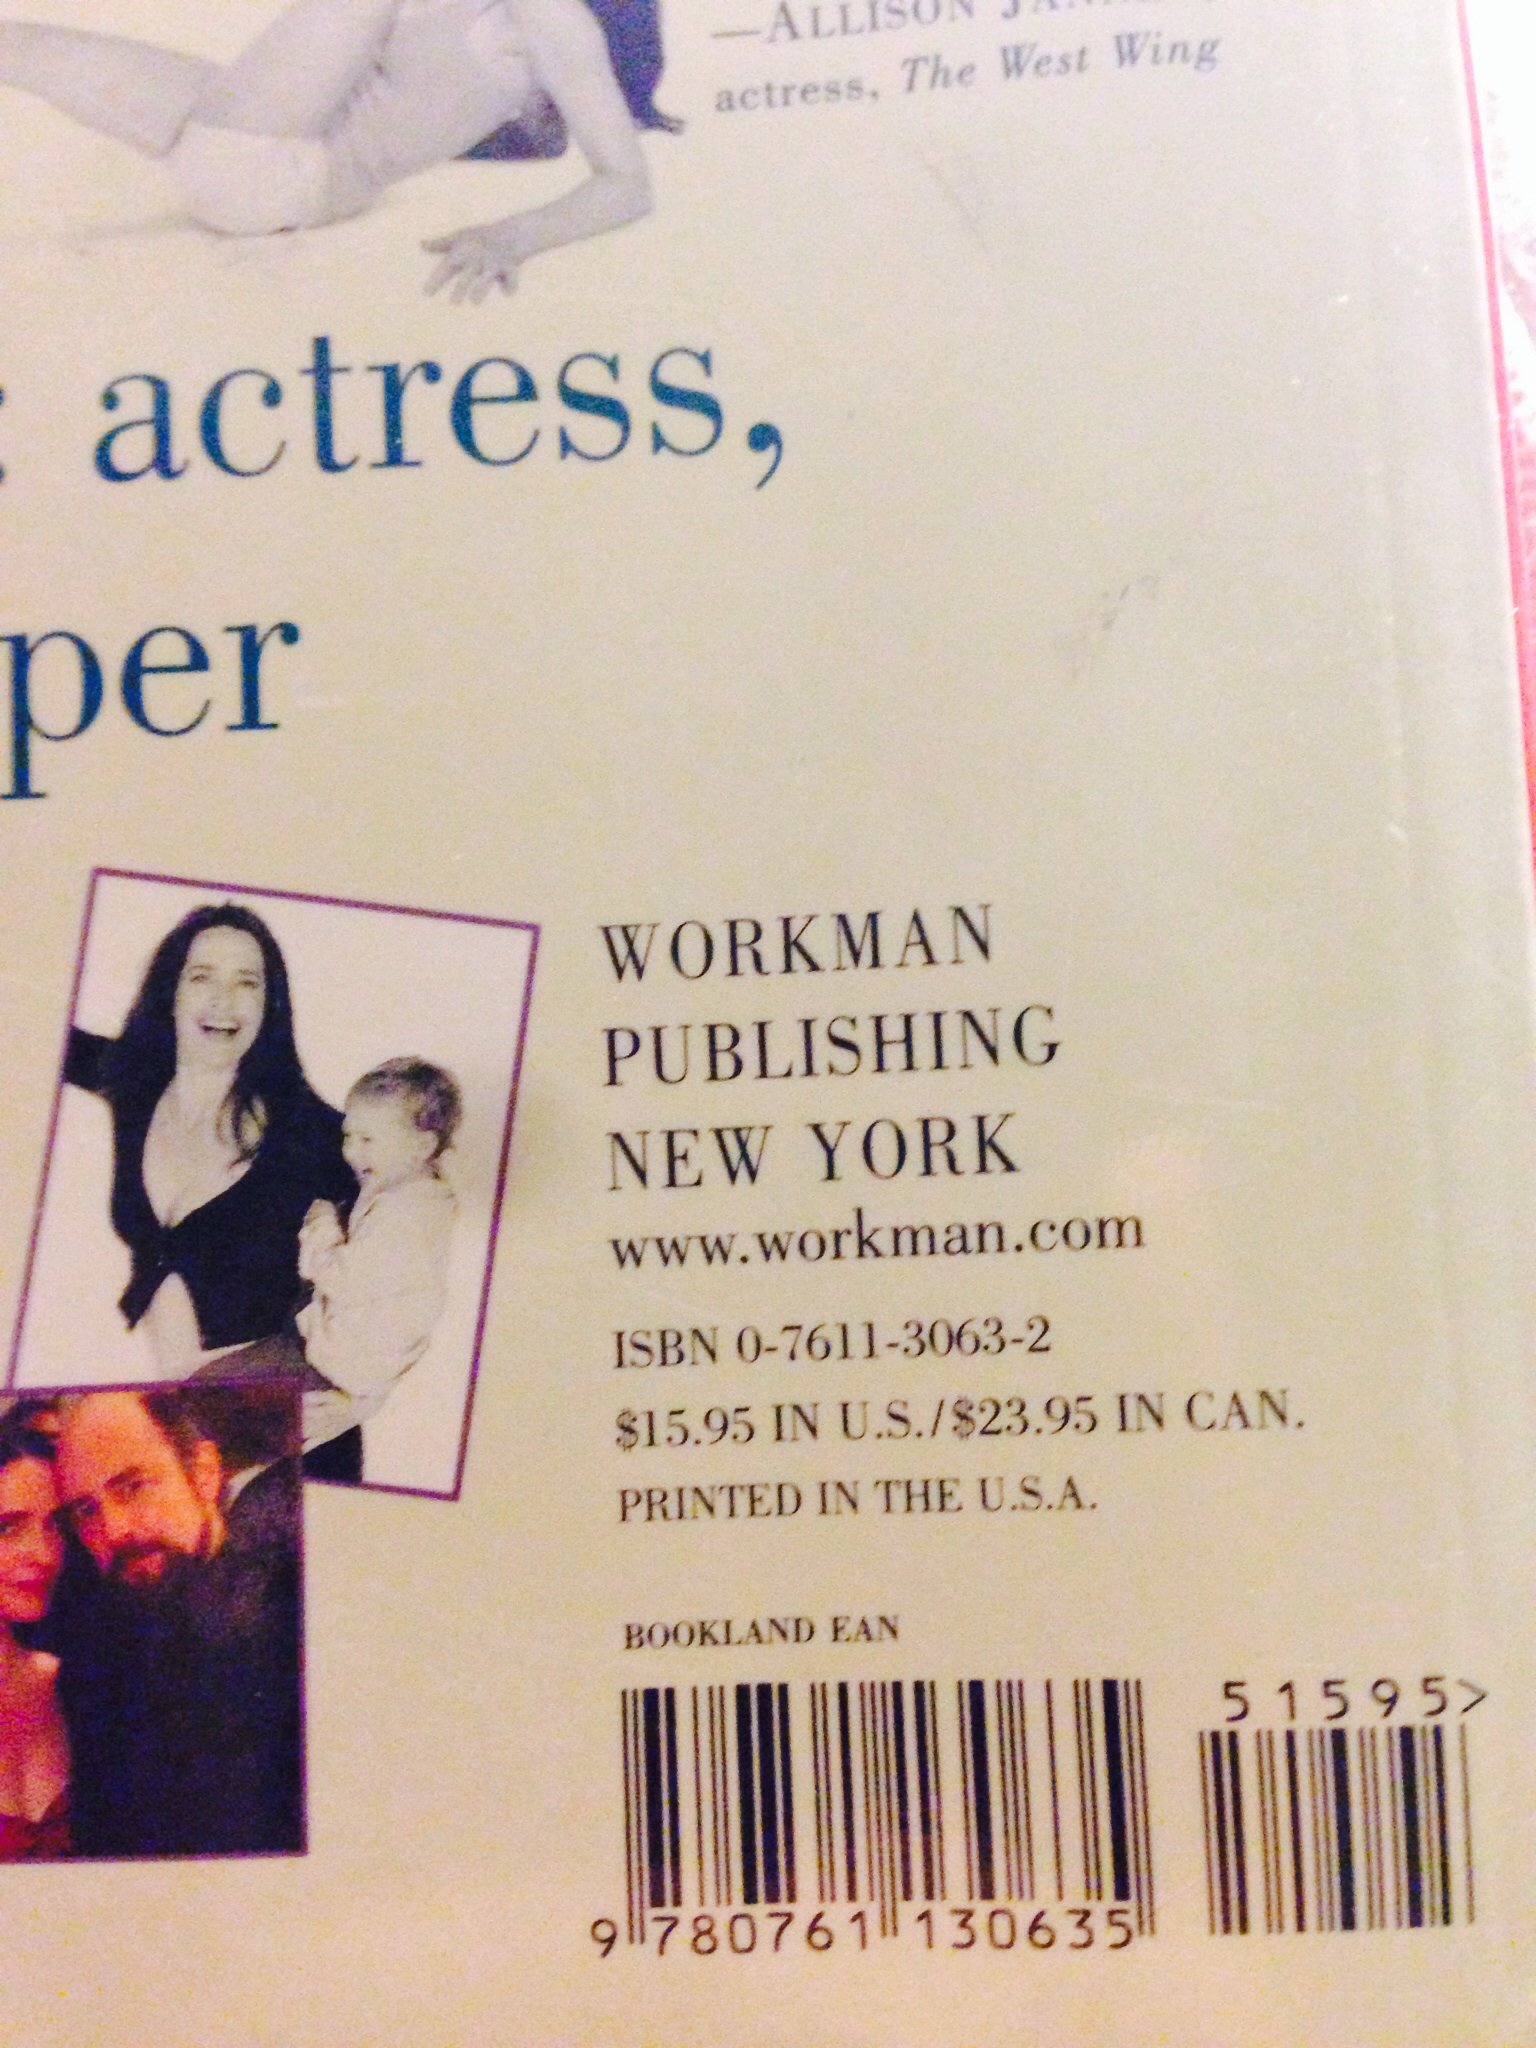 —ALLISON
actress, The West Wing
actress,
per
WORKMAN
PUBLISHING
NEW YORK
www.workman.com
ISBN 0-7611-3063-2
$15.95 IN U.S./$23.95 IN CAN.
PRINTED IN THE U.S.A.
BOOKLAND EAN
51595>
9 780761 130635